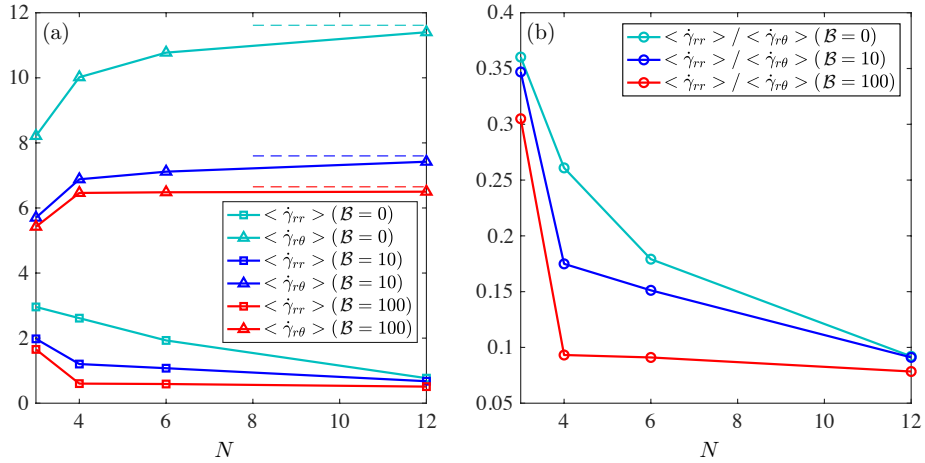 (a)
12
10
8
6
4
2
0
< γ̇rr > ( 𝓑 = 0)
< γ̇rθ > ( 𝓑 = 0)
< γ̇rr > ( 𝓑 = 10)
< γ̇rθ > ( 𝓑 = 10)
< γ̇rr > ( 𝓑 = 100)
< γ̇rθ > ( 𝓑 = 100)
4 6 8 10 12
N
(b)
0.4
0.35
0.3
0.25
0.2
0.15
0.1
0.05
< γ̇rr > / < γ̇rθ > ( 𝓑 = 0)
< γ̇rr > / < γ̇rθ > ( 𝓑 = 10)
< γ̇rr > / < γ̇rθ > ( 𝓑 = 100)
4 6 8 10 12
N